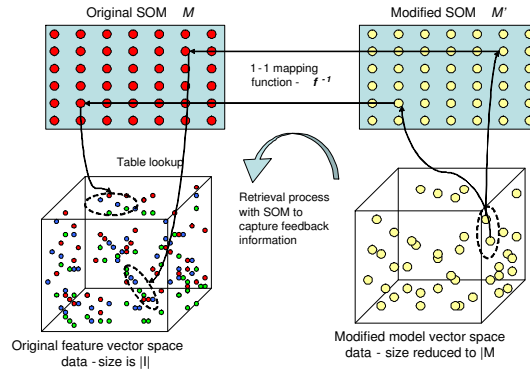 Original SOM M
Modified SOM M’
1-1 mapping
function - f -1
Table lookup
Retrieval process
with SOM to
capture feedback
information
Original feature vector space
data - size is |I|
Modified model vector space
data - size reduced to |M